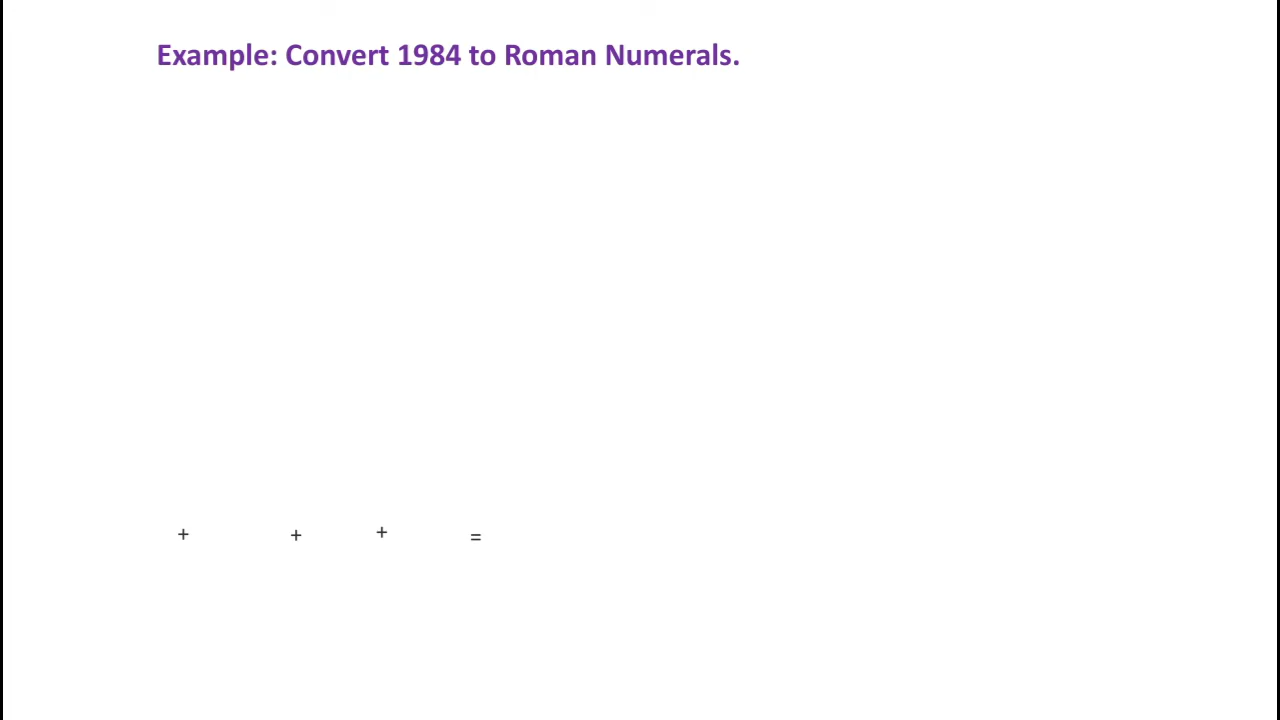 Example: Convert 1984 to Roman Numerals.
+ + + =